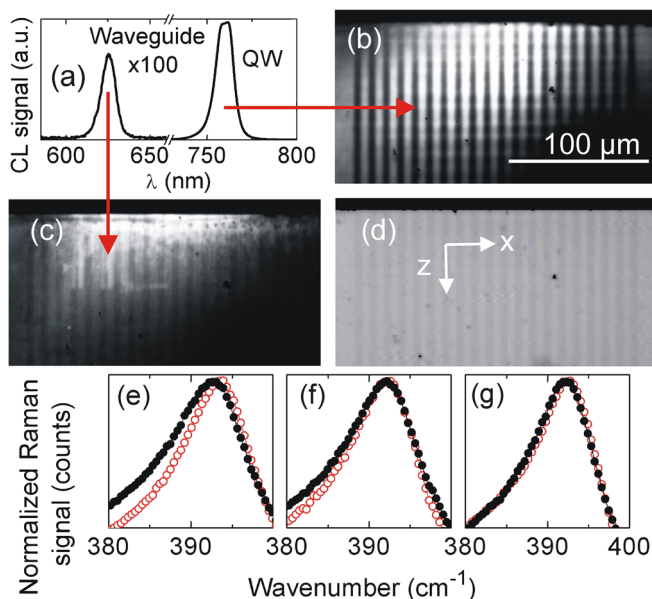 CL signal (a.u.)
(a)
Waveguide
x100
QW
600 650 750 800
λ (nm)
(b)
100 µm
(c)
(d)
x
z
Normalized Raman
signal (counts)
(e)
(f)
(g)
380 390 380 390 380 390 400
Wavenumber (cm⁻¹)